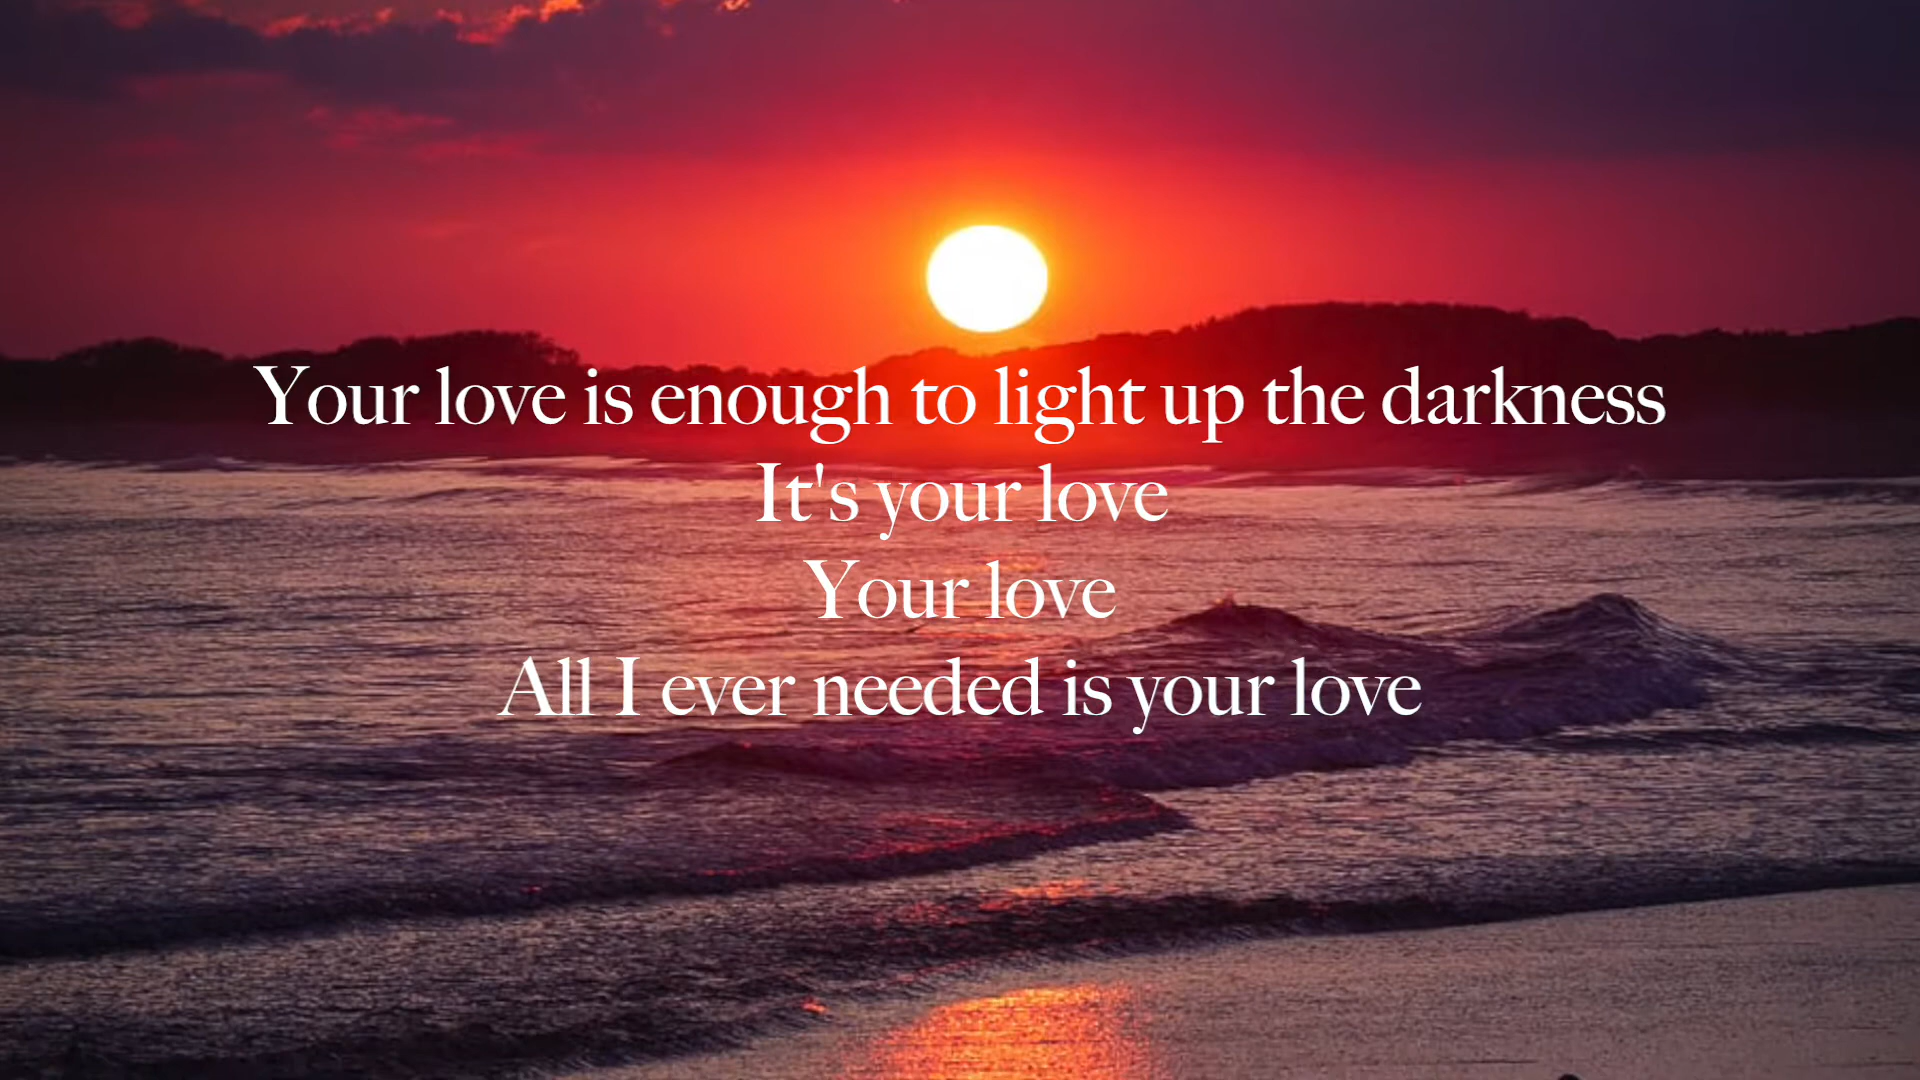 Your love is enough to light up the darkness
It's your love
Your love
All I ever needed is your love